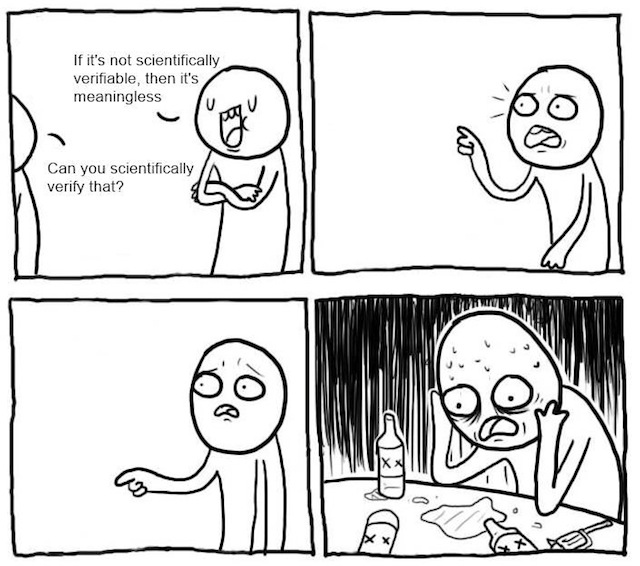 If it's not scientifically
verifiable, then it's
meaningless
Can you scientifically
verify that?
x x
x x
x x